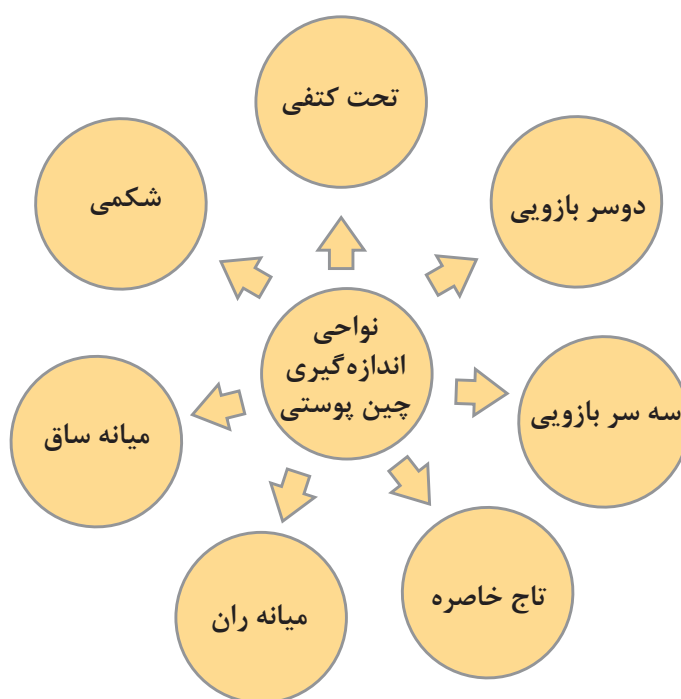 تحت کتفی
دوسر بازویی
شکمی
نواحی
اندازه‌گیری
چین پوستی
سه سر بازویی
میانه ساق
تاج خاصره
میانه ران